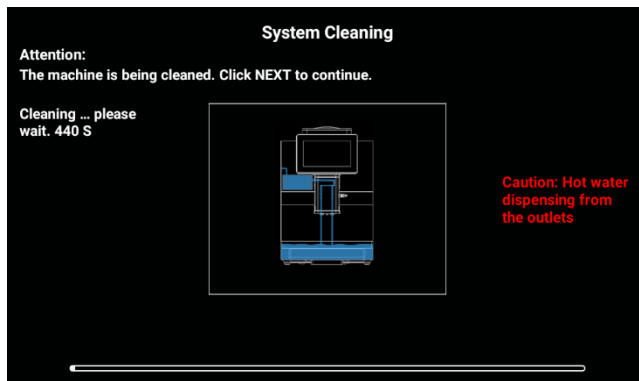 System Cleaning
Attention:
The machine is being cleaned. Click NEXT to continue.
Cleaning ... please
wait. 440 S
Caution: Hot water
dispensing from
the outlets